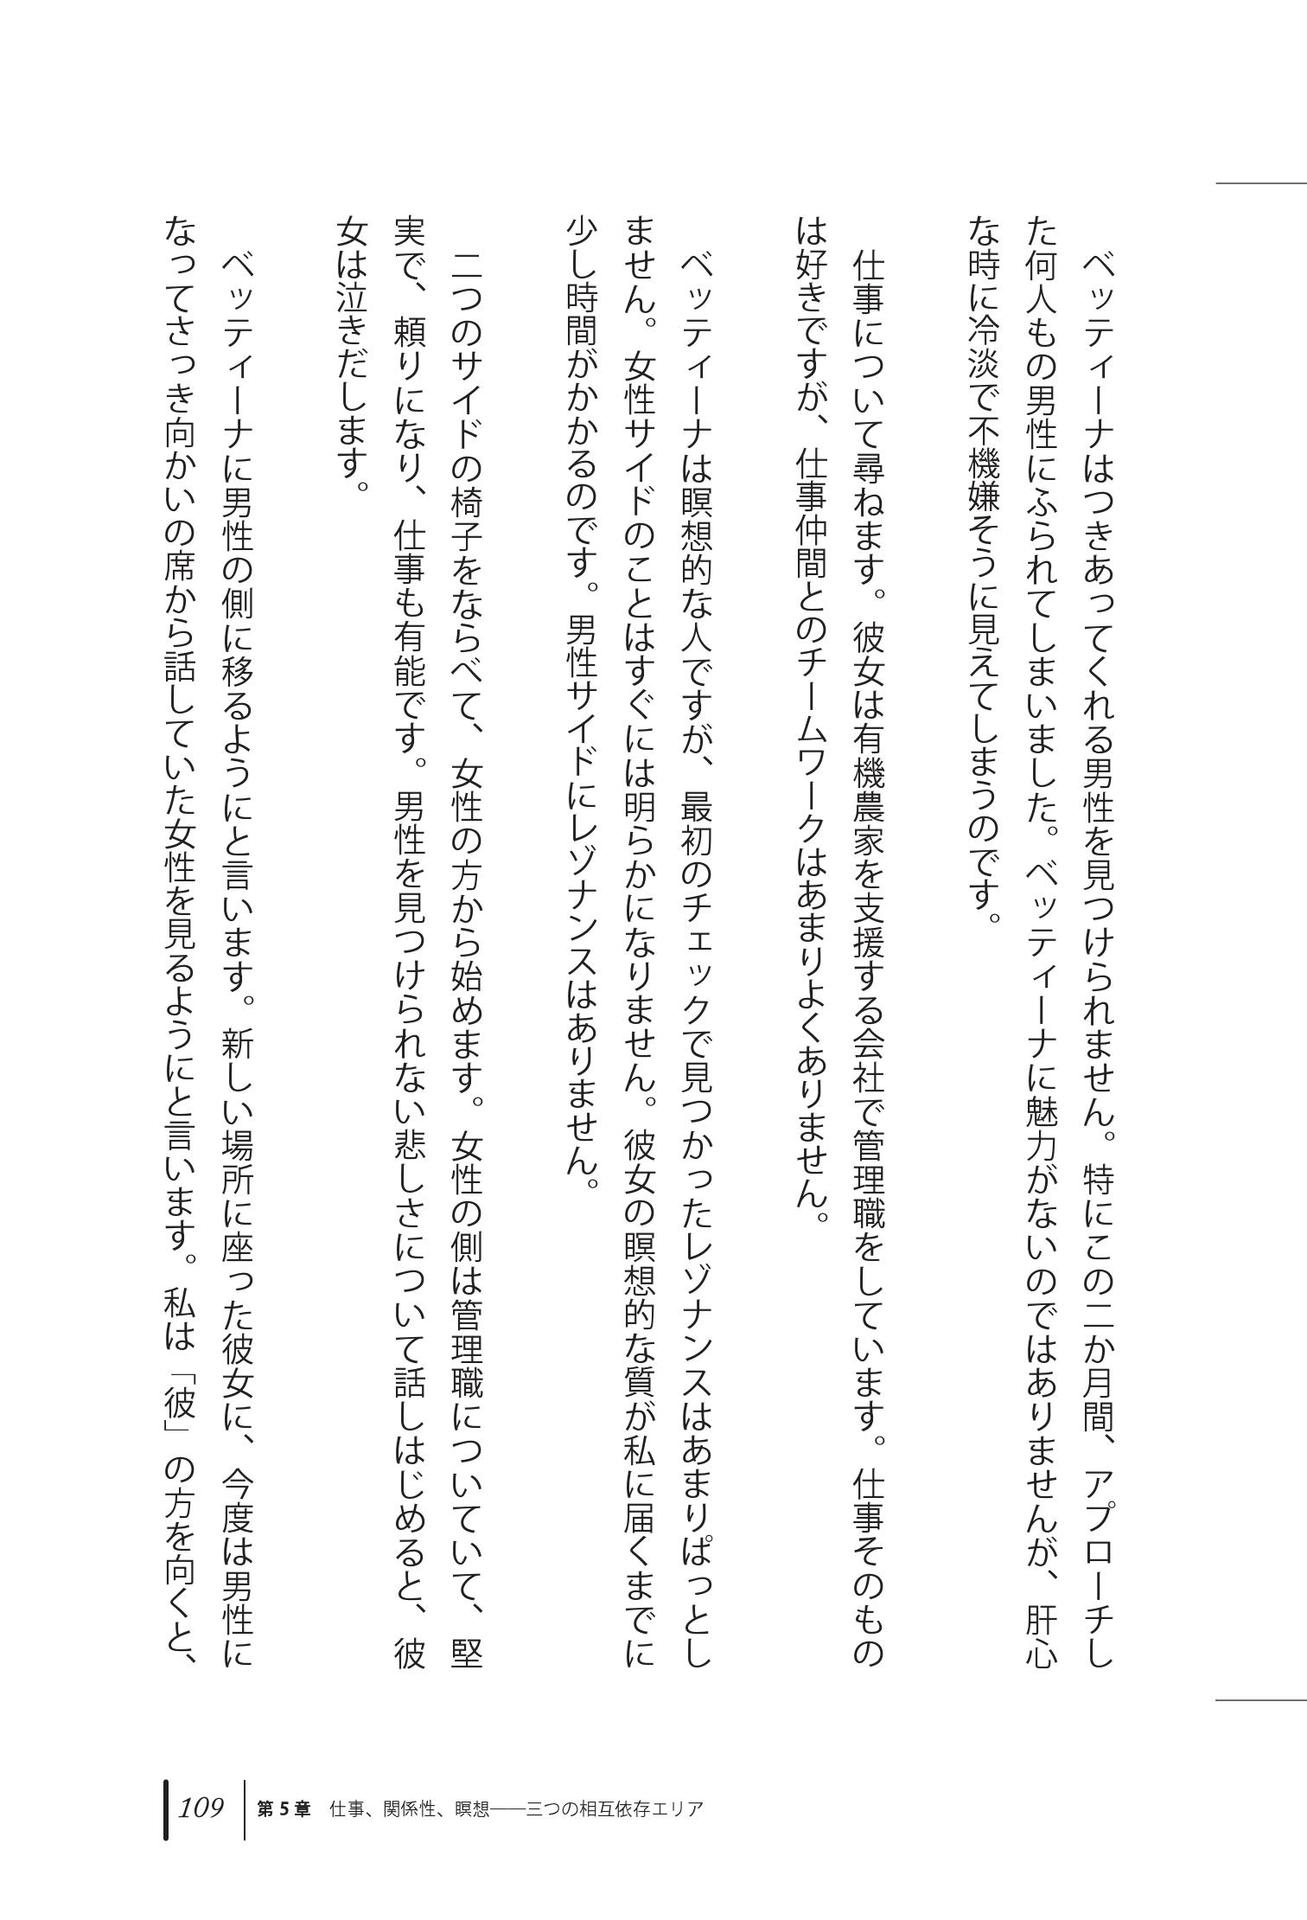 ベッティーナはつきあってくれる男性を見つけられません。特にこの二か月間、アプローチし
た何人もの男性にふられてしまいました。ベッティーナに魅力がないのではありませんが、肝心
な時に冷淡で不機嫌そうに見えてしまうのです。
仕事について尋ねます。彼女は有機農家を支援する会社で管理職をしています。仕事そのもの
は好きですが、仕事仲間とのチームワークはあまりよくありません。
ベッティーナは瞑想的な人ですが、最初のチェックで見つかったレゾナンスはあまりぱっとし
ません。女性サイドのことはすぐには明らかになりません。彼女の瞑想的な質が私に届くまでに
少し時間がかかるのです。男性サイドにレゾナンスはありません。
二つのサイドの椅子をならべて、女性の方から始めます。女性の側は管理職についていて、堅
実で、頼りになり、仕事も有能です。男性を見つけられない悲しさについて話しはじめると、彼
女は泣きだします。
ベッティーナに男性の側に移るようにと言います。新しい場所に座った彼女に、今度は男性に
なってさっき向かいの席から話していた女性を見るようにと言います。私は「彼」の方を向くと、
109 第5章 仕事、関係性、瞑想――三つの相互依存エリア